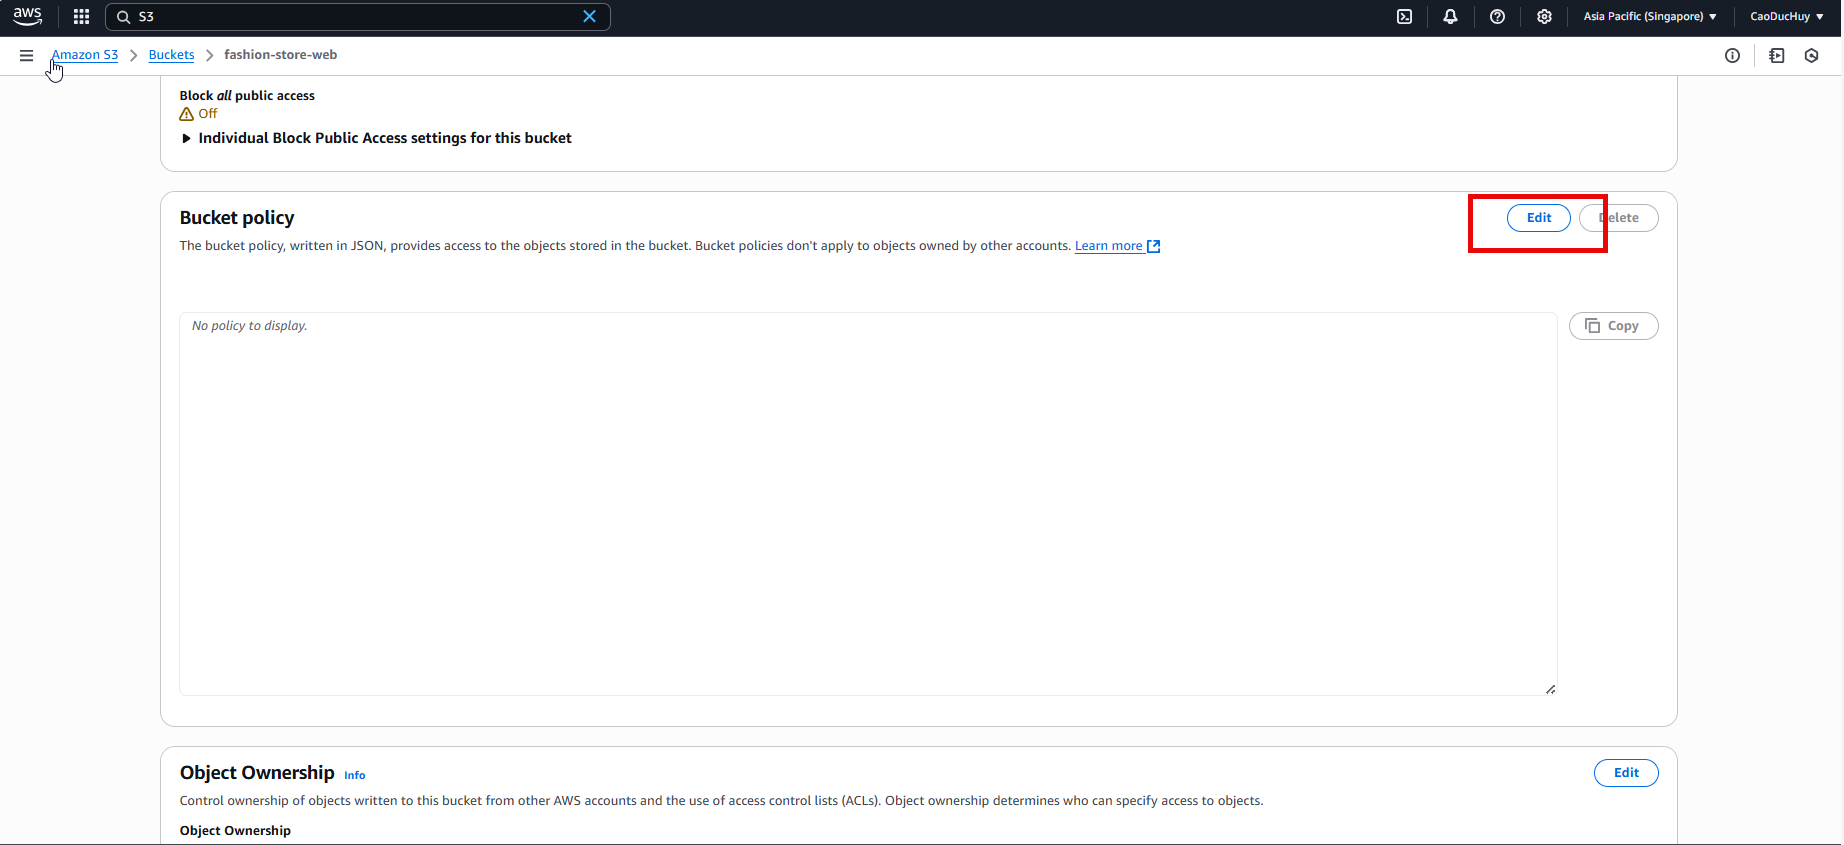 aws
S3
Asia Pacific (Singapore)
CaoDucHuy
Amazon S3
Buckets
fashion-store-web
Block all public access
Off
Individual Block Public Access settings for this bucket
Bucket policy
Edit
Delete
The bucket policy, written in JSON, provides access to the objects stored in the bucket. Bucket policies don't apply to objects owned by other accounts. Learn more
No policy to display.
Copy
Object Ownership Info
Edit
Control ownership of objects written to this bucket from other AWS accounts and the use of access control lists (ACLs). Object ownership determines who can specify access to objects.
Object Ownership